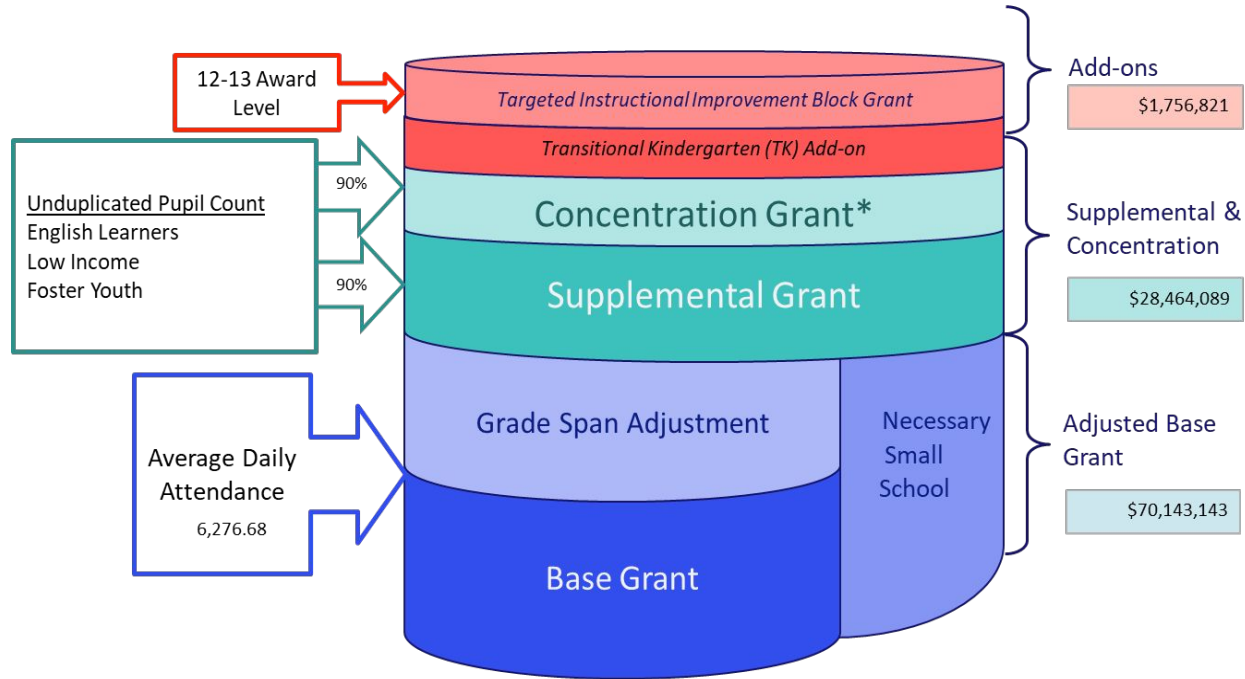 12-13 Award
Level
Unduplicated Pupil Count
English Learners
Low Income
Foster Youth
90%
90%
Average Daily
Attendance
6,276.68
Targeted Instructional Improvement Block Grant
Transitional Kindergarten (TK) Add-on
Concentration Grant*
Supplemental Grant
Grade Span Adjustment
Base Grant
Necessary
Small
School
Add-ons
$1,756,821
Supplemental &
Concentration
$28,464,089
Adjusted Base
Grant
$70,143,143